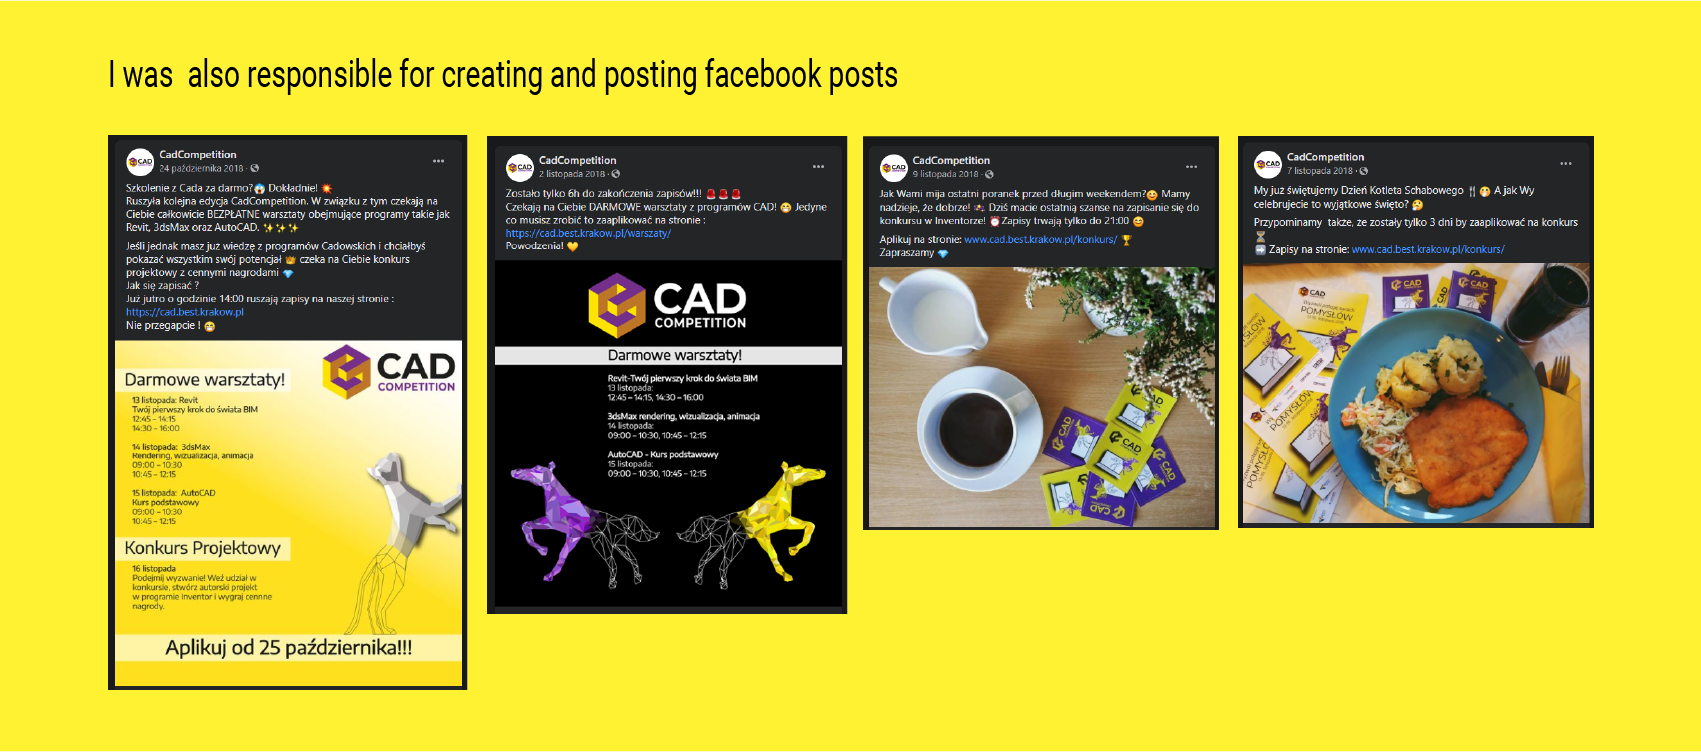 I was  also responsible for creating and posting facebook posts
CadCompetition
24 października 2018 ·
Szkolenie z Cada za darmo?😱 Dokładnie! 💥
Ruszyła kolejna edycja CadCompetition. W związku z tym czekają na
Ciebie całkowicie BEZPŁATNE warsztaty obejmujące programy takie jak
Revit, 3dsMax oraz AutoCAD. ✨✨✨
Jeśli jednak masz już wiedzę z programów Cadowskich i chciałbyś
pokazać wszystkim swój potencjał 👑 czeka na Ciebie konkurs
projektowy z cennymi nagrodami 💎
Jak się zapisać ?
Już jutro o godzinie 14:00 ruszają zapisy na naszej stronie :
https://cad.best.krakow.pl
Nie przegapcie ! 😁
CAD
COMPETITION
Darmowe warsztaty!
13 listopada: Revit
Twój pierwszy krok do świata BIM
12:45 – 14:15
14:30 – 16:00
14 listopada: 3dsMax
Rendering, wizualizacja, animacja
09:00 – 10:30
10:45 – 12:15
15 listopada: AutoCAD
Kurs podstawowy
09:00 – 10:30
10:45 – 12:15
Konkurs Projektowy
16 listopada
Podejmij wyzwanie! Weź udział w
konkursie, stwórz autorski projekt
w programie Inventor i wygraj cennne
nagrody.
Aplikuj od 25 października!!!
CadCompetition
2 listopada 2018 ·
Zostało tylko 6h do zakończenia zapisów!!! 🚨🚨🚨
Czekają na Ciebie DARMOWE warsztaty z programów CAD! 😁 Jedyne
co musisz zrobić to zaaplikować na stronie :
https://cad.best.krakow.pl/warszaty/
Powodzenia! 💛
CAD
COMPETITION
Darmowe warsztaty!
Revit-Twój pierwszy krok do świata BIM
13 listopada:
12:45 – 14:15, 14:30 – 16:00
3dsMax rendering, wizualizacja, animacja
14 listopada:
09:00 – 10:30, 10:45 – 12:15
AutoCAD - Kurs podstawowy
15 listopada:
09:00 – 10:30, 10:45 – 12:15
CadCompetition
9 listopada 2018 ·
Jak Wami mija ostatni poranek przed długim weekendem?😊 Mamy
nadzieje, że dobrze! Dziś macie ostatnią szanse na zapisanie się do
konkursu w Inventorze! ⏰Zapisy trwają tylko do 21:00 😊
Aplikuj na stronie: www.cad.best.krakow.pl/konkurs/ 🏆
Zapraszamy 💎
CAD
CAD
CAD
CadCompetition
7 listopada 2018 ·
My już świętujemy Dzień Kotleta Schabowego 🍴😁 A jak Wy
celebrujecie to wyjątkowe święto? 🤔
Przypominamy  także, ze zostały tylko 3 dni by zaaplikować na konkurs
⏳
➡️ Zapisy na stronie: www.cad.best.krakow.pl/konkurs/
CAD
POMYSŁÓW
POMYSŁÓW